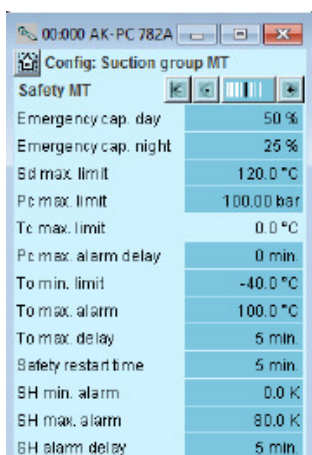 00:000 AK-PC 782A
Config: Suction group MT
Safety MT
Emergency cap. day 50 %
Emergency cap. night 25 %
Sd max. limit 120.0 °C
Pc max. limit 100.00 bar
Tc max. limit 0.0 °C
Pc max. alarm delay 0 min.
To min. limit -40.0 °C
To max. alarm 100.0 °C
To max. delay 5 min.
Safety restart time 5 min.
SH min. alarm 0.0 K
SH max. alarm 80.0 K
SH alarm delay 5 min.